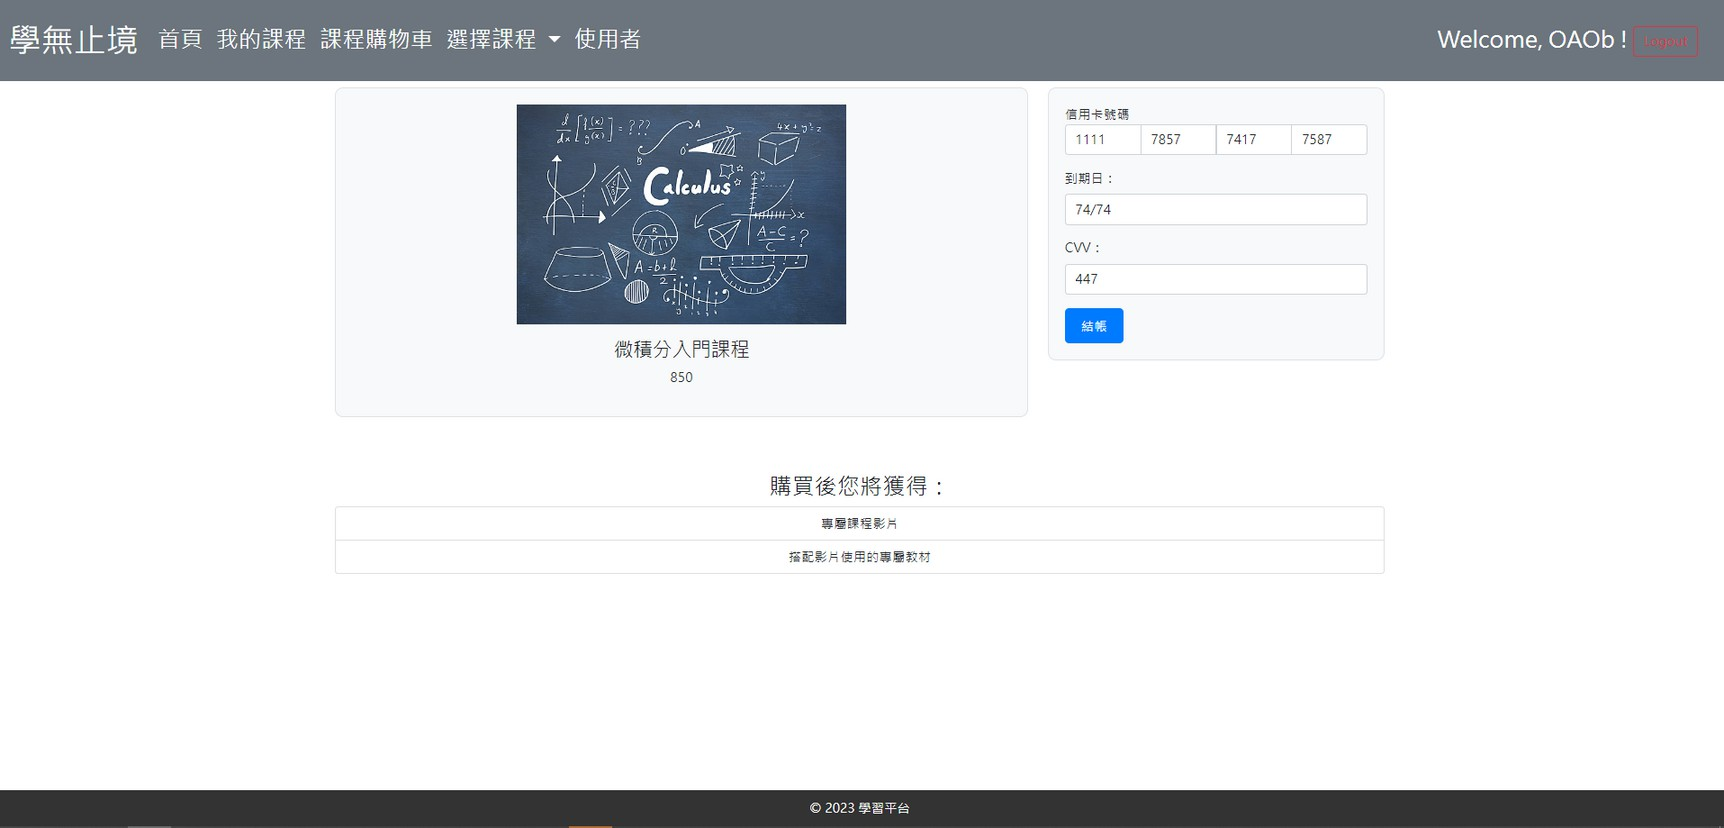 學無止境 首頁 我的課程 課程購物車 選擇課程 使用者 Welcome, OAOb ! Logout
Calculus
微積分入門課程
850
信用卡號碼
1111 7857 7417 7587
到期日：
74/74
CVV：
447
結帳
購買後您將獲得：
專屬課程影片
搭配影片使用的專屬教材
© 2023 學習平台